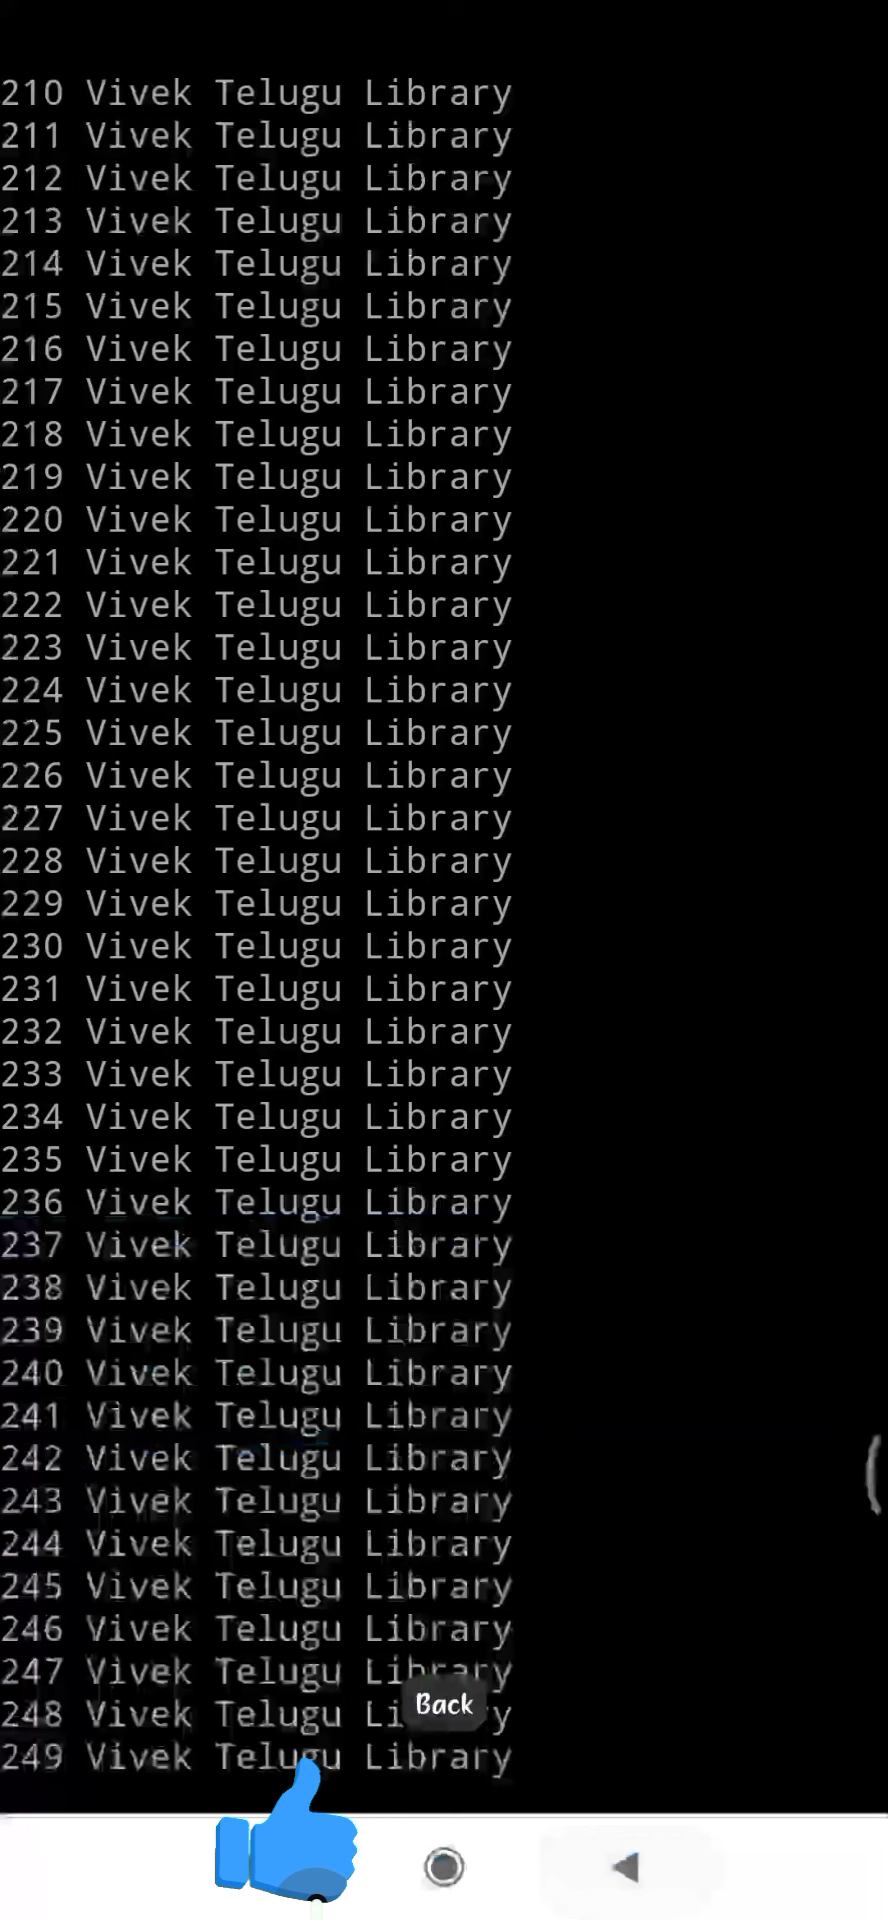 210 Vivek Telugu Library
211 Vivek Telugu Library
212 Vivek Telugu Library
213 Vivek Telugu Library
214 Vivek Telugu Library
215 Vivek Telugu Library
216 Vivek Telugu Library
217 Vivek Telugu Library
218 Vivek Telugu Library
219 Vivek Telugu Library
220 Vivek Telugu Library
221 Vivek Telugu Library
222 Vivek Telugu Library
223 Vivek Telugu Library
224 Vivek Telugu Library
225 Vivek Telugu Library
226 Vivek Telugu Library
227 Vivek Telugu Library
228 Vivek Telugu Library
229 Vivek Telugu Library
230 Vivek Telugu Library
231 Vivek Telugu Library
232 Vivek Telugu Library
233 Vivek Telugu Library
234 Vivek Telugu Library
235 Vivek Telugu Library
236 Vivek Telugu Library
237 Vivek Telugu Library
238 Vivek Telugu Library
239 Vivek Telugu Library
240 Vivek Telugu Library
241 Vivek Telugu Library
242 Vivek Telugu Library
243 Vivek Telugu Library
244 Vivek Telugu Library
245 Vivek Telugu Library
246 Vivek Telugu Library
247 Vivek Telugu Library
248 Vivek Telugu
Back
249 Vivek Telugu Library